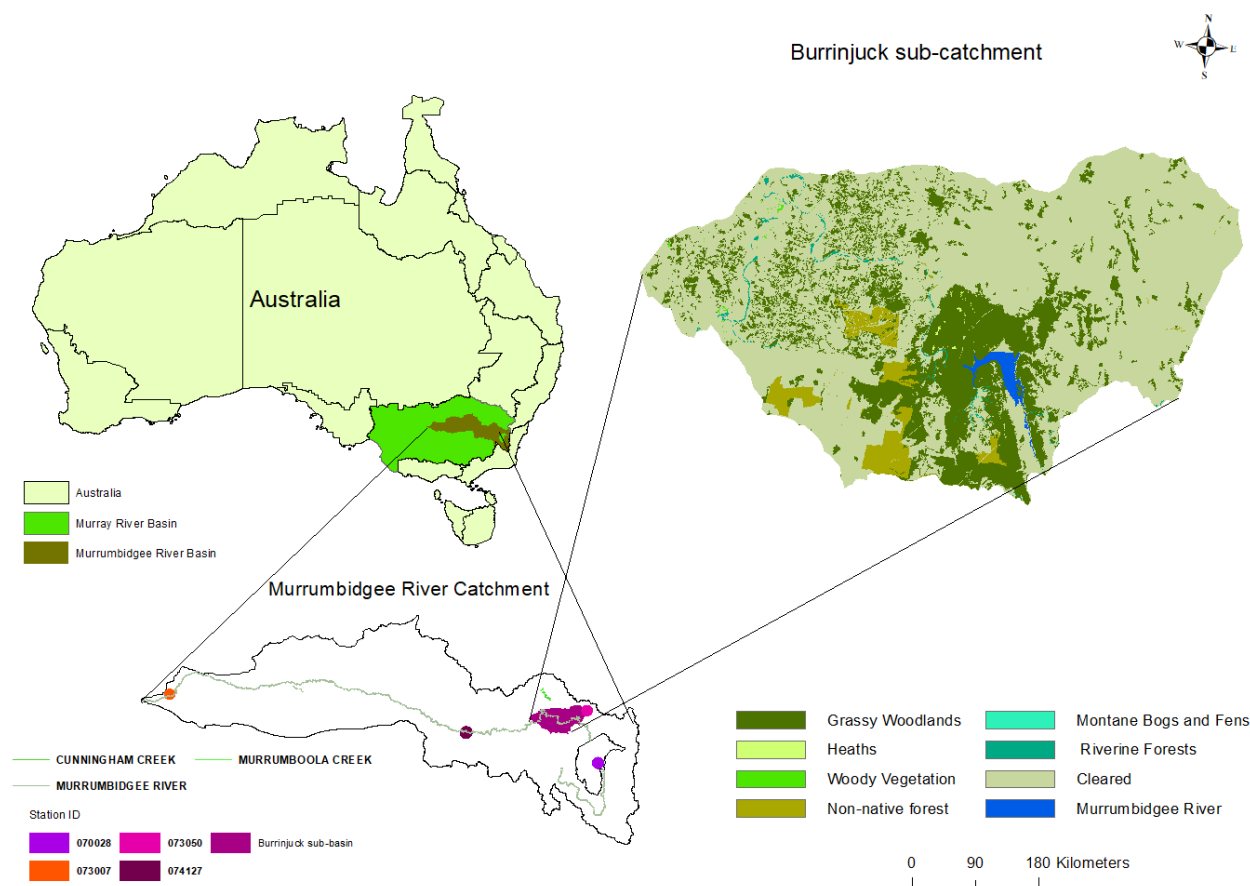 Burrinjuck sub-catchment
N
W
E
S
Australia
Australia
Murray River Basin
Murrumbidgee River Basin
Murrumbidgee River Catchment
CUNNINGHAM CREEK
MURRUMBOOLA CREEK
MURRUMBIDGEE RIVER
Station ID
070028
073050
Burrinjuck sub-basin
073007
074127
Grassy Woodlands
Montane Bogs and Fens
Heaths
Riverine Forests
Woody Vegetation
Cleared
Non-native forest
Murrumbidgee River
0 90 180 Kilometers